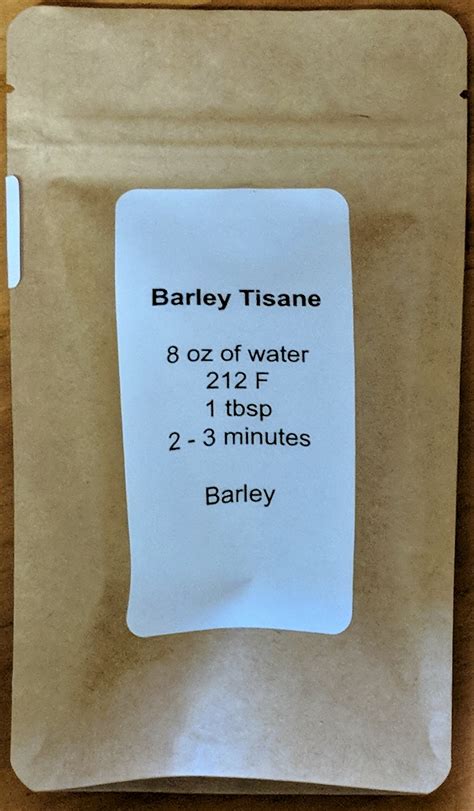 Barley Tisane
8 oz of water
212 F
1 tbsp
2 - 3 minutes
Barley